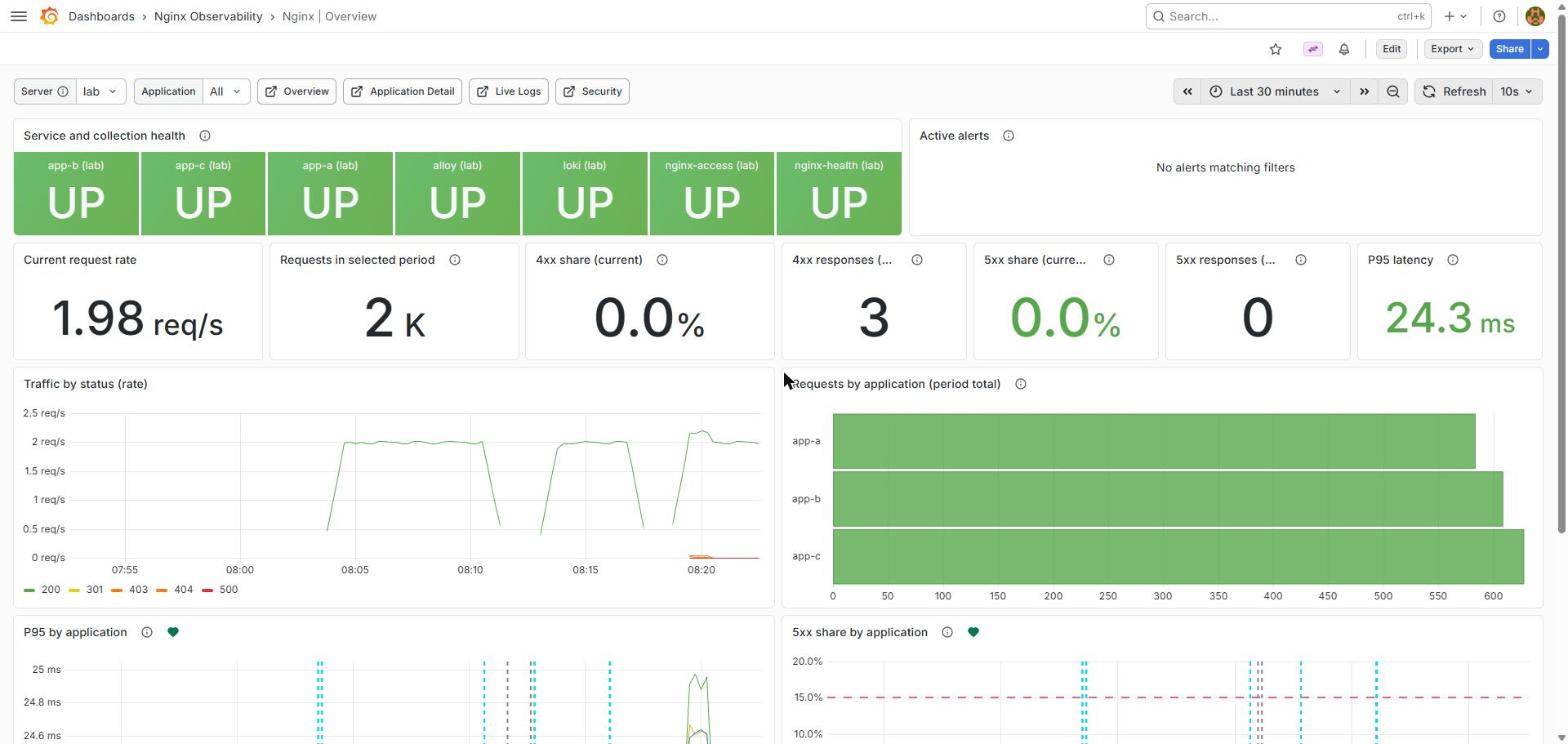 Dashboards › Nginx Observability › Nginx | Overview
Search... ctrl+k
Edit Export Share
Server lab Application All Overview Application Detail Live Logs Security
Last 30 minutes Refresh 10s
Service and collection health
app-b (lab) app-c (lab) app-a (lab) alloy (lab) loki (lab) nginx-access (lab) nginx-health (lab)
UP UP UP UP UP UP UP
Active alerts
No alerts matching filters
Current request rate
1.98 req/s
Requests in selected period
2 K
4xx share (current)
0.0%
4xx responses (...
3
5xx share (curre...
0.0%
5xx responses (...
0
P95 latency
24.3 ms
Traffic by status (rate)
2.5 req/s
2 req/s
1.5 req/s
1 req/s
0.5 req/s
0 req/s
07:55 08:00 08:05 08:10 08:15 08:20
200 301 403 404 500
Requests by application (period total)
app-a
app-b
app-c
0 50 100 150 200 250 300 350 400 450 500 550 600
P95 by application
25 ms
24.8 ms
24.6 ms
5xx share by application
20.0%
15.0%
10.0%